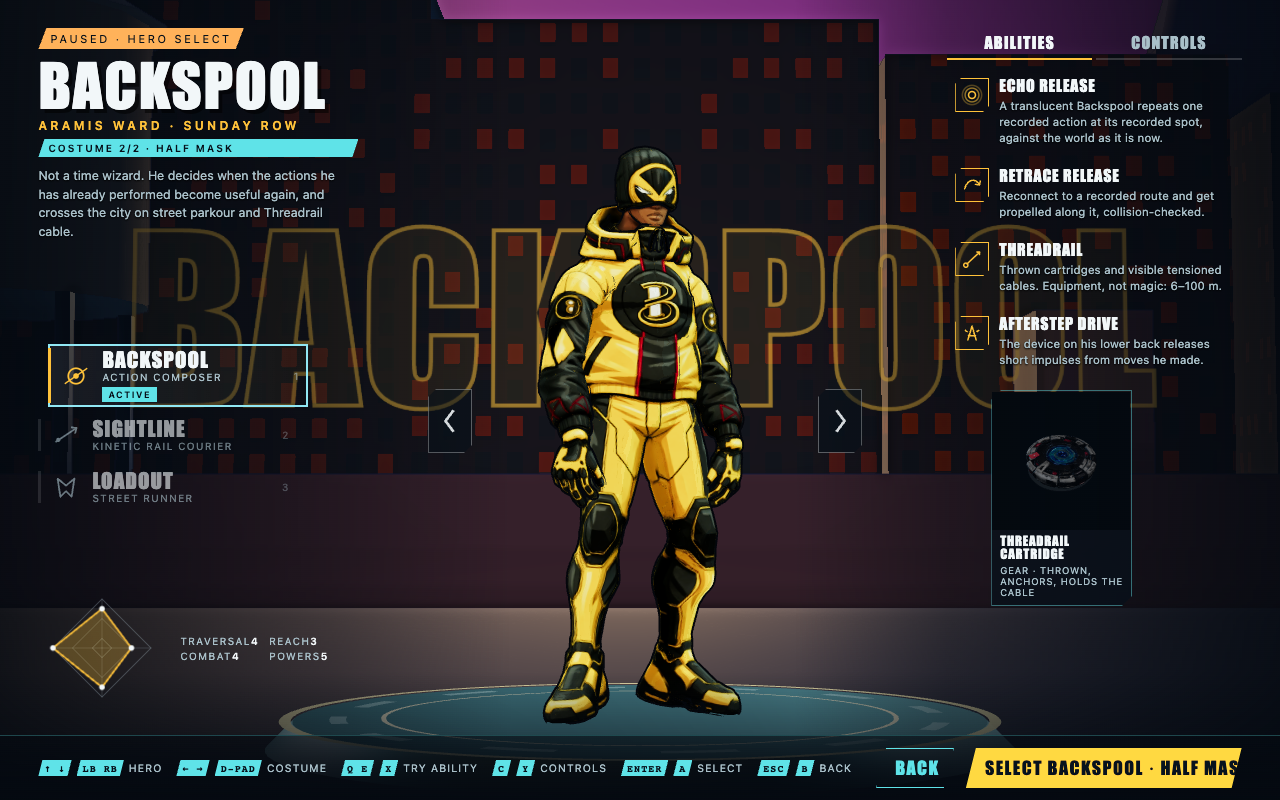 PAUSED · HERO SELECT
BACKSPOOL
ARAMIS WARD · SUNDAY ROW
COSTUME 2/2 · HALF MASK
Not a time wizard. He decides when the actions he
has already performed become useful again, and
crosses the city on street parkour and Threadrail
cable.
BACKSPOOL
BACKSPOOL
ACTION COMPOSER
ACTIVE
1
SIGHTLINE
KINETIC RAIL COURIER
2
LOADOUT
STREET RUNNER
3
TRAVERSAL4 REACH3
COMBAT4 POWERS5
B
ABILITIES CONTROLS
ECHO RELEASE
A translucent Backspool repeats one
recorded action at its recorded spot,
against the world as it is now.
RETRACE RELEASE
Reconnect to a recorded route and get
propelled along it, collision-checked.
THREADRAIL
Thrown cartridges and visible tensioned
cables. Equipment, not magic: 6–100 m.
AFTERSTEP DRIVE
The device on his lower back releases
short impulses from moves he made.
THREADRAIL
CARTRIDGE
GEAR · THROWN,
ANCHORS, HOLDS THE
CABLE
↑ ↓ LB RB HERO ← → D-PAD COSTUME Q E X TRY ABILITY C Y CONTROLS ENTER A SELECT ESC B BACK
BACK
SELECT BACKSPOOL · HALF MAS